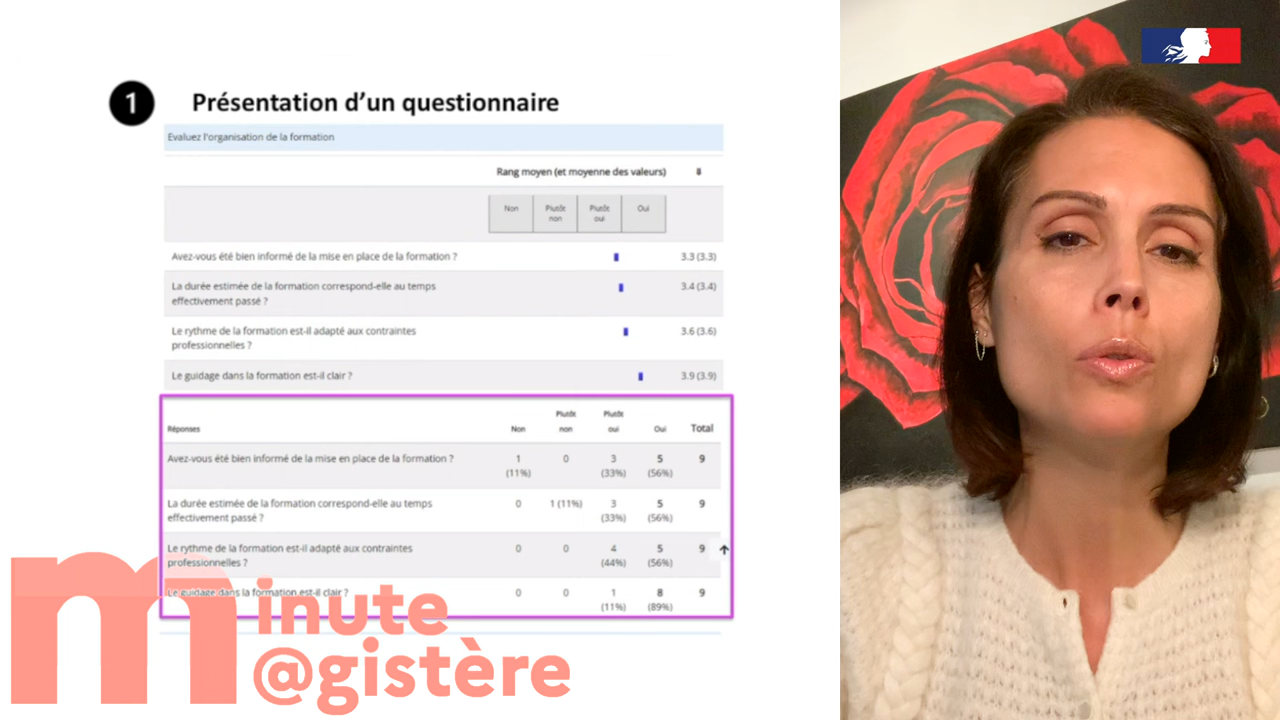 1 Présentation d'un questionnaire
Evaluez l'organisation de la formation
Rang moyen (et moyenne des valeurs)
Non Plutôt non Plutôt oui Oui
Avez-vous été bien informé de la mise en place de la formation ? 3.3 (3.3)
La durée estimée de la formation correspond-elle au temps 3.4 (3.4)
effectivement passé ?
Le rythme de la formation est-il adapté aux contraintes 3.6 (3.6)
professionnelles ?
Le guidage dans la formation est-il clair ? 3.9 (3.9)
Réponses Non Plutôt non Plutôt oui Oui Total
Avez-vous été bien informé de la mise en place de la formation ? 1 0 3 5 9
(11%) (33%) (56%)
La durée estimée de la formation correspond-elle au temps 0 1 (11%) 3 5 9
effectivement passé ? (33%) (56%)
Le rythme de la formation est-il adapté aux contraintes 0 0 4 5 9
professionnelles ? (44%) (56%)
Le guidage dans la formation est-il clair ? 0 0 1 8 9
(11%) (89%)
minute
@gistère